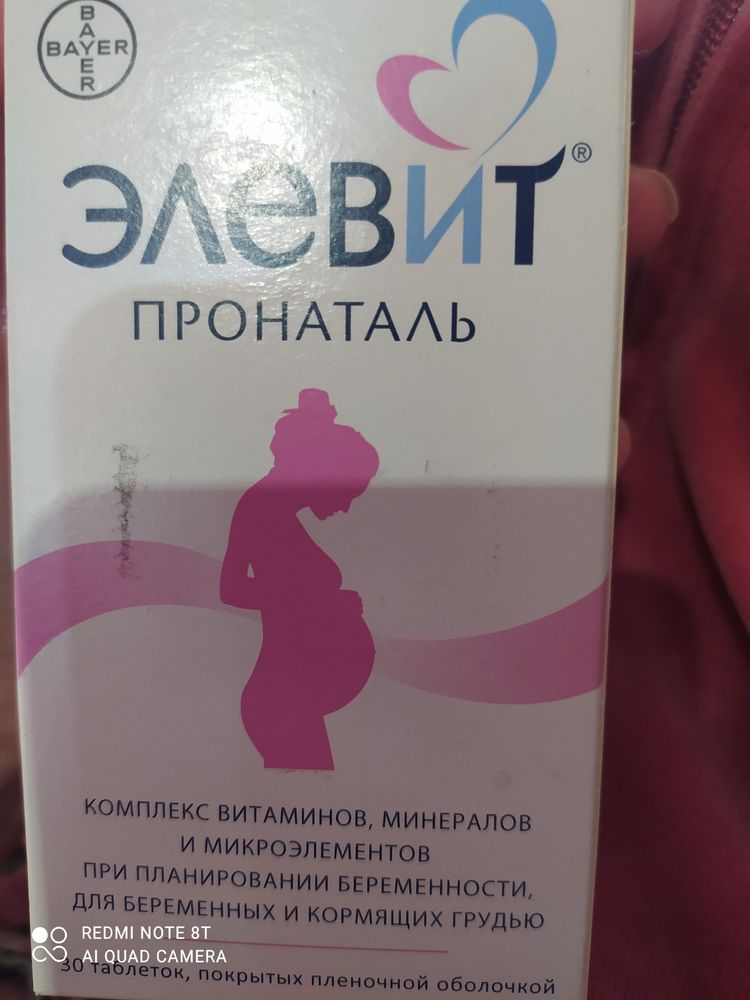 BAYER
BAYER
ЭЛЕВИТ®
ПРОНАТАЛЬ
КОМПЛЕКС ВИТАМИНОВ, МИНЕРАЛОВ
И МИКРОЭЛЕМЕНТОВ
ПРИ ПЛАНИРОВАНИИ БЕРЕМЕННОСТИ,
ДЛЯ БЕРЕМЕННЫХ И КОРМЯЩИХ ГРУДЬЮ
REDMI NOTE 8T
AI QUAD CAMERA
30 таблеток, покрытых пленочной оболочкой